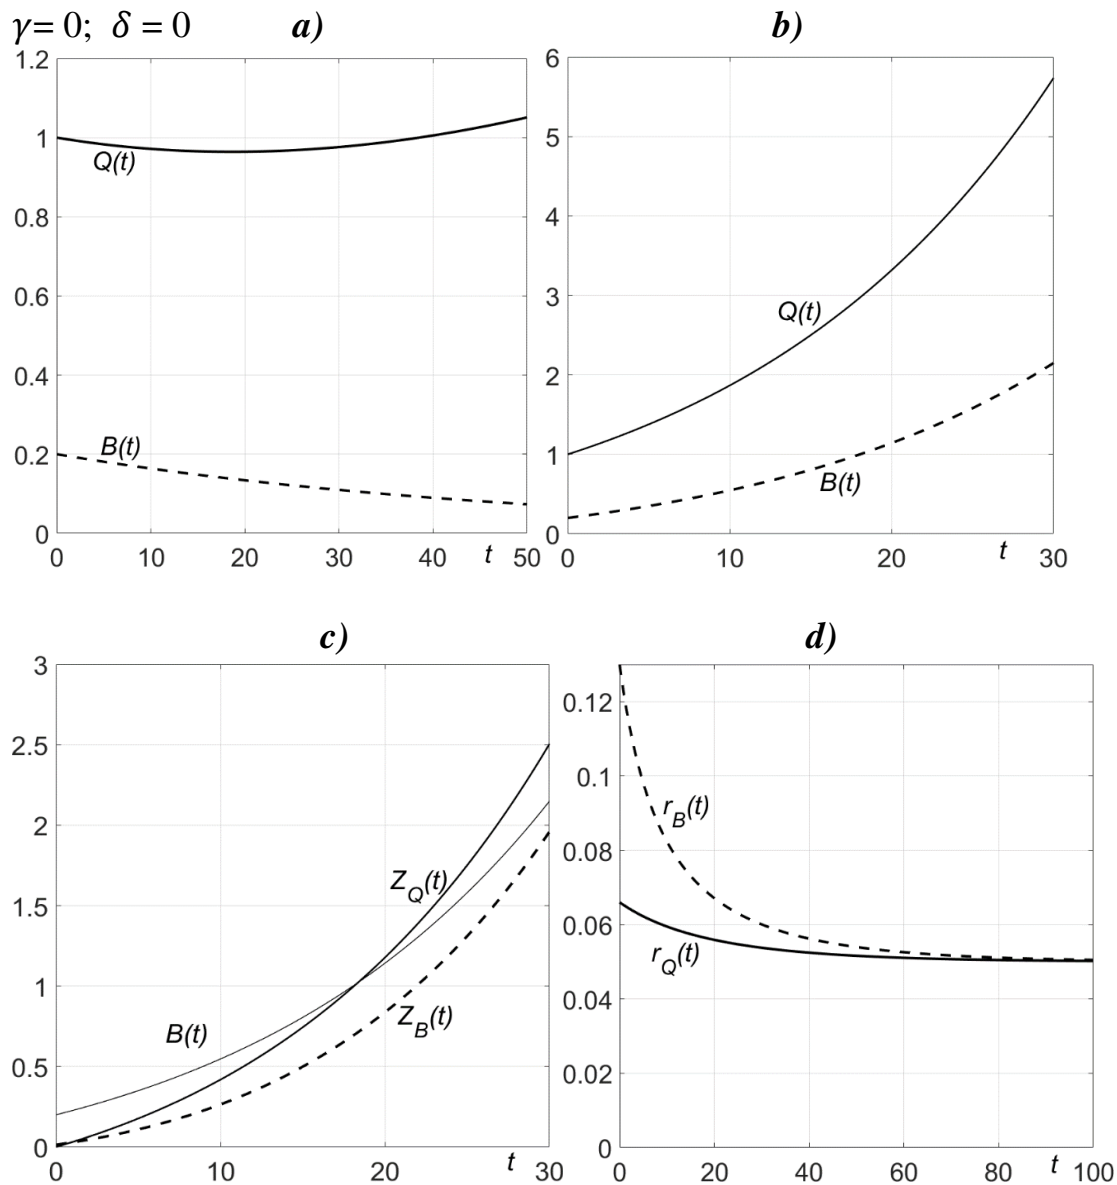 γ= 0; δ = 0
a)
b)
1.2
1
0.8
0.6
0.4
0.2
0
Q(t)
B(t)
0 10 20 30 40 t 50
6
5
4
3
2
1
0
Q(t)
B(t)
0 10 20 t 30
c)
d)
3
2.5
2
1.5
1
0.5
0
Z_Q(t)
B(t)
Z_B(t)
0 10 20 t 30
0.12
0.1
0.08
0.06
0.04
0.02
0
r_B(t)
r_Q(t)
0 20 40 60 80 t 100